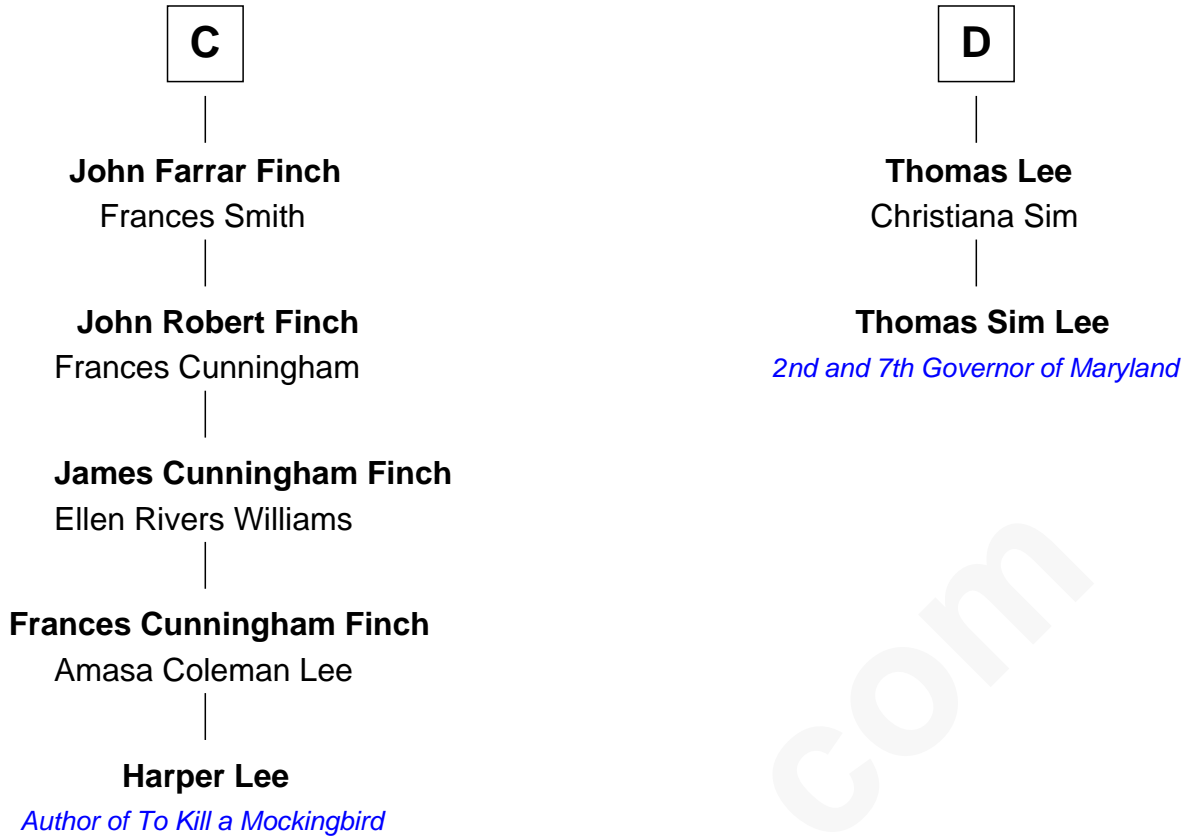 C
John Farrar Finch
Frances Smith
John Robert Finch
Frances Cunningham
James Cunningham Finch
Ellen Rivers Williams
Frances Cunningham Finch
Amasa Coleman Lee
Harper Lee
Author of To Kill a Mockingbird
D
Thomas Lee
Christiana Sim
Thomas Sim Lee
2nd and 7th Governor of Maryland
com